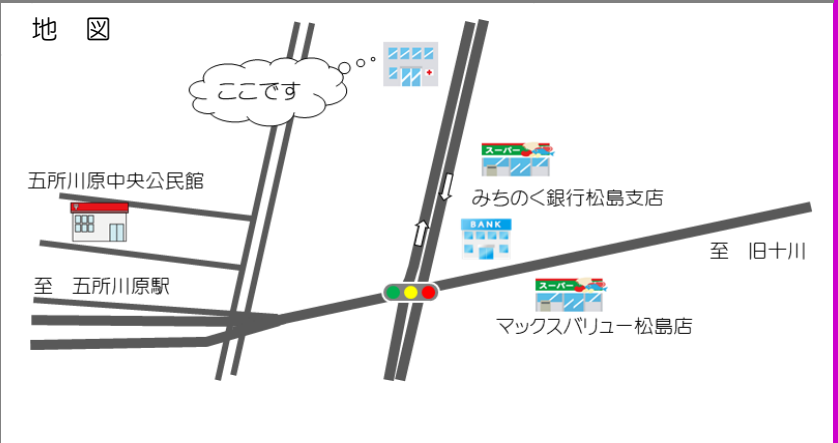 地　図
ここです
スーパー
五所川原中央公民館
みちのく銀行松島支店
BANK
至　旧十川
至　五所川原駅
スーパー
マックスバリュー松島店